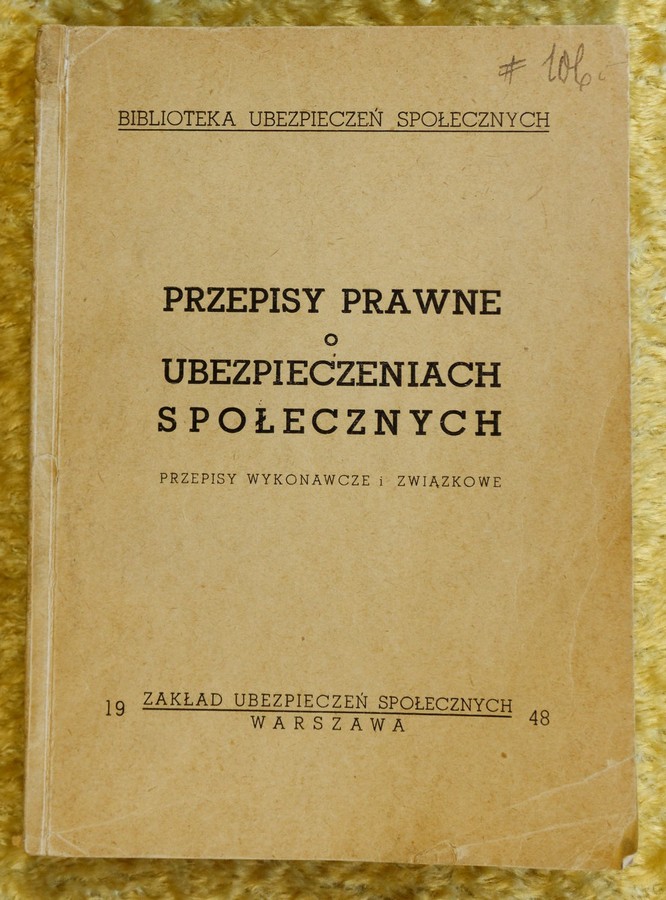 # 106.-
BIBLIOTEKA UBEZPIECZEŃ SPOŁECZNYCH
PRZEPISY PRAWNE
o
UBEZPIECZENIACH
SPOŁECZNYCH
PRZEPISY WYKONAWCZE i ZWIĄZKOWE
19 ZAKŁAD UBEZPIECZEŃ SPOŁECZNYCH 48
WARSZAWA